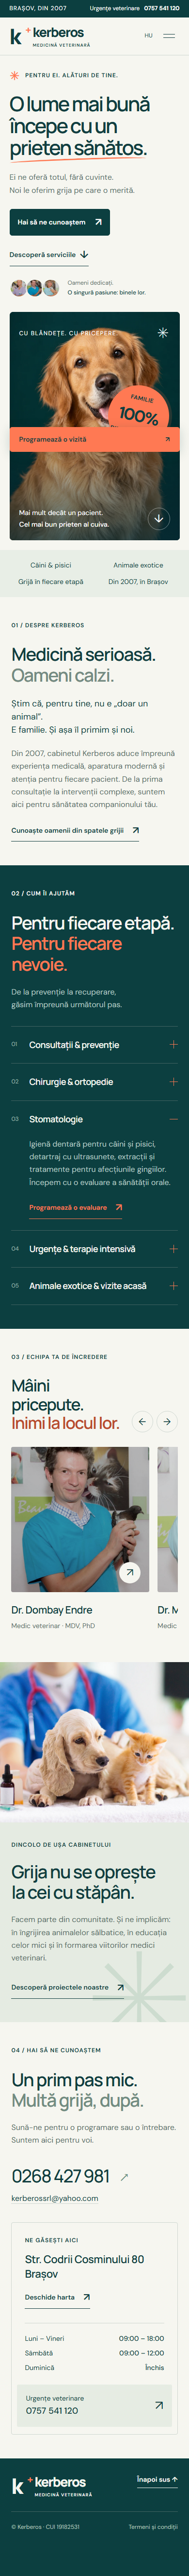 BRAȘOV, DIN 2007
Urgențe veterinare 0757 541 120
kerberos
MEDICINĂ VETERINARĂ
HU
PENTRU EI. ALĂTURI DE TINE.
O lume mai bună
începe cu un
prieten sănătos.
Ei ne oferă totul, fără cuvinte.
Noi le oferim grija pe care o merită.
Hai să ne cunoaștem
Descoperă serviciile
Oameni dedicați.
O singură pasiune: binele lor.
CU BLÂNDEȚE. CU PRICEPERE.
FAMILIE
100%
Programează o vizită
Mai mult decât un pacient.
Cel mai bun prieten al cuiva.
Câini & pisici
Animale exotice
Grijă în fiecare etapă
Din 2007, în Brașov
01 / DESPRE KERBEROS
Medicină serioasă.
Oameni calzi.
Știm că, pentru tine, nu e „doar un
animal”.
E familie. Și așa îl primim și noi.
Din 2007, cabinetul Kerberos aduce împreună
experiența medicală, aparatura modernă și
atenția pentru fiecare pacient. De la prima
consultație la intervenții complexe, suntem
aici pentru sănătatea companionului tău.
Cunoaște oamenii din spatele grijii
02 / CUM ÎI AJUTĂM
Pentru fiecare etapă.
Pentru fiecare
nevoie.
De la prevenție la recuperare,
găsim împreună următorul pas.
01 Consultații & prevenție
02 Chirurgie & ortopedie
03 Stomatologie
Igienă dentară pentru câini și pisici,
detartraj cu ultrasunete, extracții și
tratamente pentru afecțiunile gingiilor.
Începem cu o evaluare a sănătății orale.
Programează o evaluare
04 Urgențe & terapie intensivă
05 Animale exotice & vizite acasă
03 / ECHIPA TA DE ÎNCREDERE
Mâini
pricepute.
Inimi la locul lor.
Dr. Dombay Endre
Medic veterinar · MDV, PhD
Dr. M
Medic
DINCOLO DE UȘA CABINETULUI
Grija nu se oprește
la cei cu stăpân.
Facem parte din comunitate. Și ne implicăm:
în îngrijirea animalelor sălbatice, în educația
celor mici și în formarea viitorilor medici
veterinari.
Descoperă proiectele noastre
04 / HAI SĂ NE CUNOAȘTEM
Un prim pas mic.
Multă grijă, după.
Sună-ne pentru o programare sau o întrebare.
Suntem aici pentru voi.
0268 427 981
kerberossrl@yahoo.com
NE GĂSEȘTI AICI
Str. Codrii Cosminului 80
Brașov
Deschide harta
Luni – Vineri 09:00 – 18:00
Sâmbătă 09:00 – 12:00
Duminică Închis
Urgențe veterinare
0757 541 120
kerberos
MEDICINĂ VETERINARĂ
Înapoi sus ↑
© Kerberos · CUI 19182531
Termeni și condiții